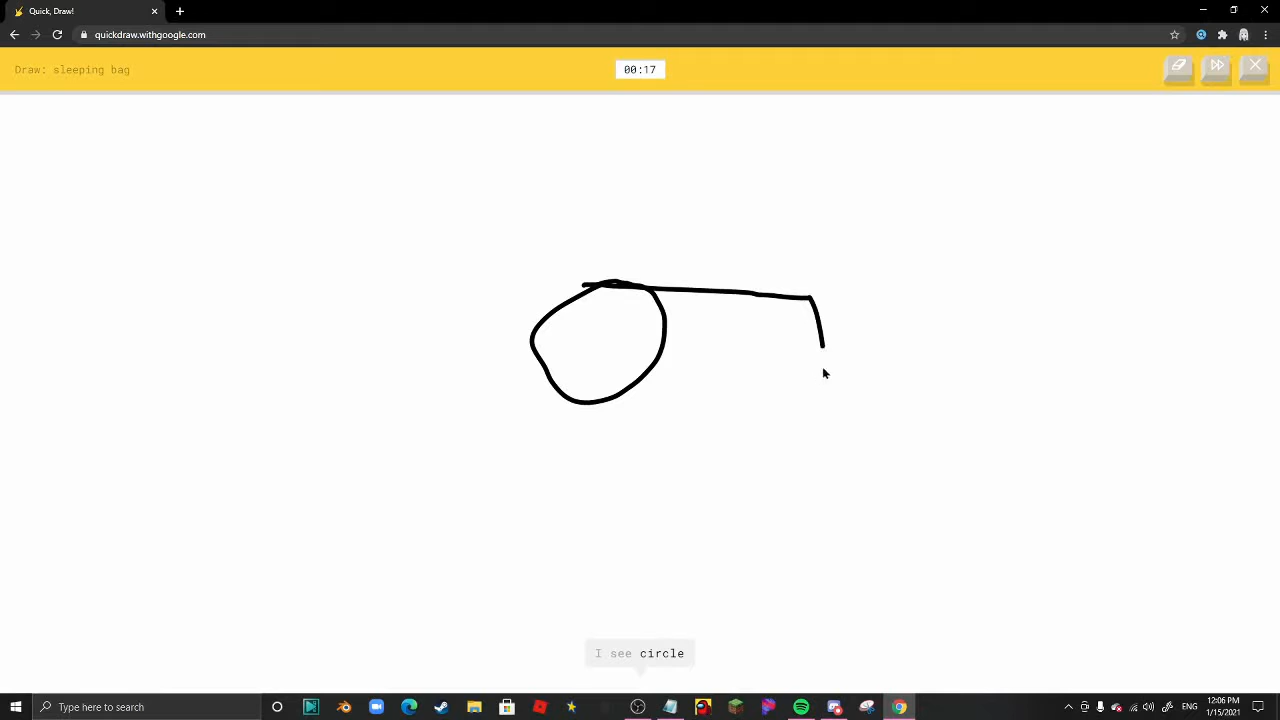 Quick, Draw!
quickdraw.withgoogle.com
Draw: sleeping bag
00:17
I see circle
Type here to search
ENG
12:06 PM
1/15/2021